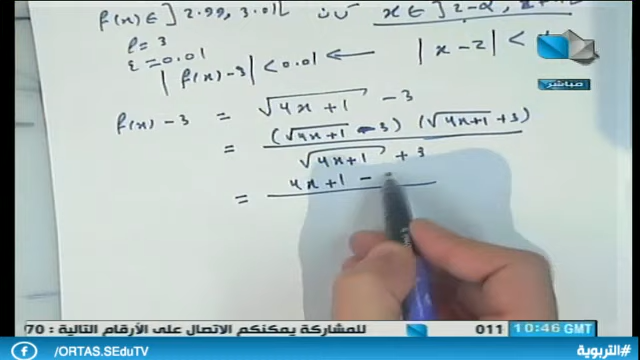 f(x) ∈ ]2.99, 3.01[ كان x ∈ ]2-α,
l = 3
ε = 0.01
|f(x) - 3| < 0.01 ← |x - 2| <
مباشر
f(x) - 3 = √4x+1 - 3
= (√4x+1 - 3) (√4x+1 + 3)
√4x+1 + 3
= 4x+1 -
للمشاركة يمكنكم الاتصال على الأرقام التالية : 70
011
10:46 GMT
f /ORTAS.SEduTV
#التربوية